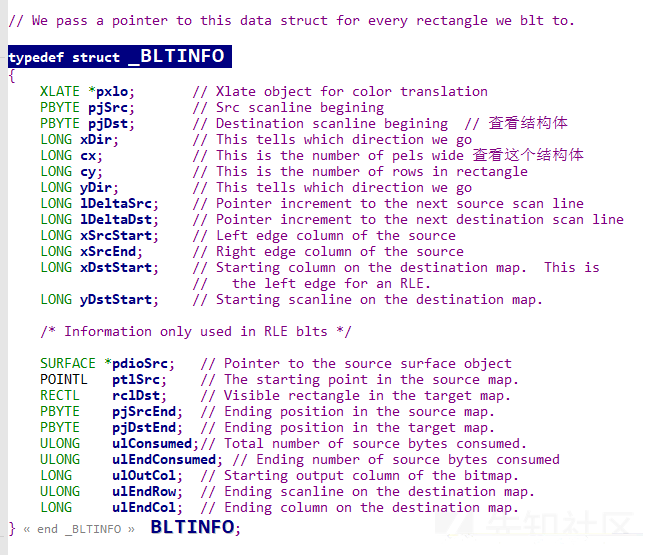 // We pass a pointer to this data struct for every rectangle we blt to.
typedef struct _BLTINFO
{
XLATE *pxlo; // Xlate object for color translation
PBYTE pjSrc; // Src scanline begining
PBYTE pjDst; // Destination scanline begining // 查看结构体
LONG xDir; // This tells which direction we go
LONG cx; // This is the number of pels wide 查看这个结构体
LONG cy; // This is the number of rows in rectangle
LONG yDir; // This tells which direction we go
LONG lDeltaSrc; // Pointer increment to the next source scan line
LONG lDeltaDst; // Pointer increment to the next destination scan line
LONG xSrcStart; // Left edge column of the source
LONG xSrcEnd; // Right edge column of the source
LONG xDstStart; // Starting column on the destination map. This is
// the left edge for an RLE.
LONG yDstStart; // Starting scanline on the destination map.
/* Information only used in RLE blts */
SURFACE *pdioSrc; // Pointer to the source surface object
POINTL ptlSrc; // The starting point in the source map.
RECTL rclDst; // Visible rectangle in the target map.
PBYTE pjSrcEnd; // Ending position in the source map.
PBYTE pjDstEnd; // Ending position in the target map.
ULONG ulConsumed;// Total number of source bytes consumed.
ULONG ulEndConsumed; // Ending number of source bytes consumed
LONG ulOutCol; // Starting output column of the bitmap.
ULONG ulEndRow; // Ending scanline on the destination map.
LONG ulEndCol; // Ending column on the destination map.
} « end _BLTINFO » BLTINFO;
先知社区